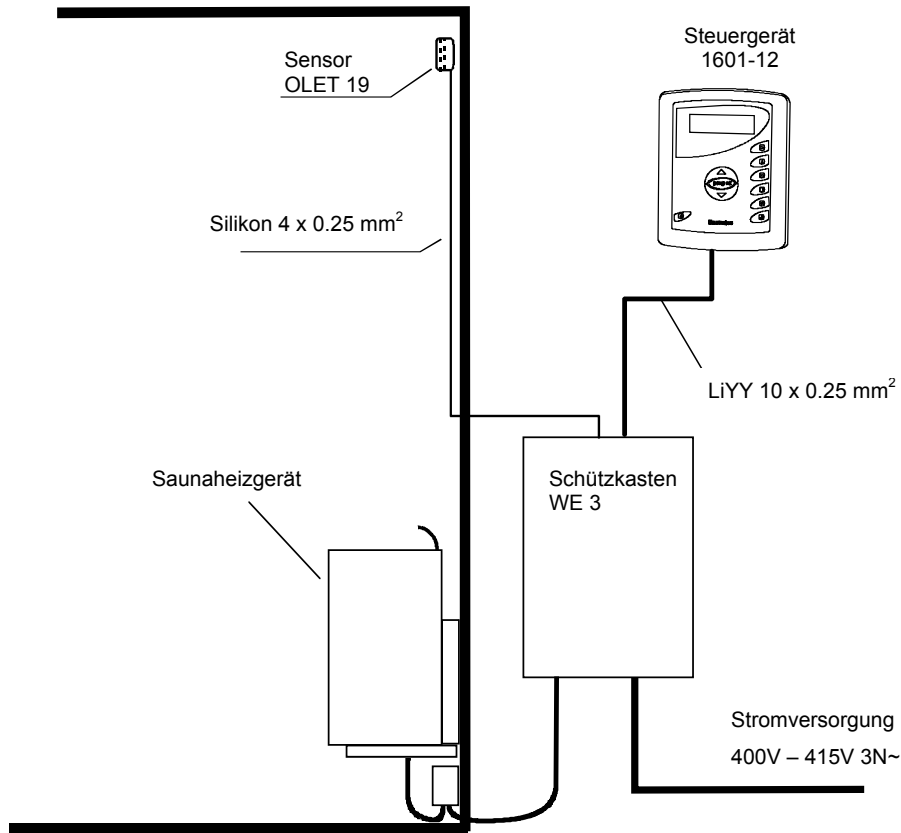 Steuergerät
1601-12
Sensor
OLET 19
Silikon 4 x 0.25 mm²
LiYY 10 x 0.25 mm²
Saunaheizgerät
Schützkasten
WE 3
Stromversorgung
400V – 415V 3N~